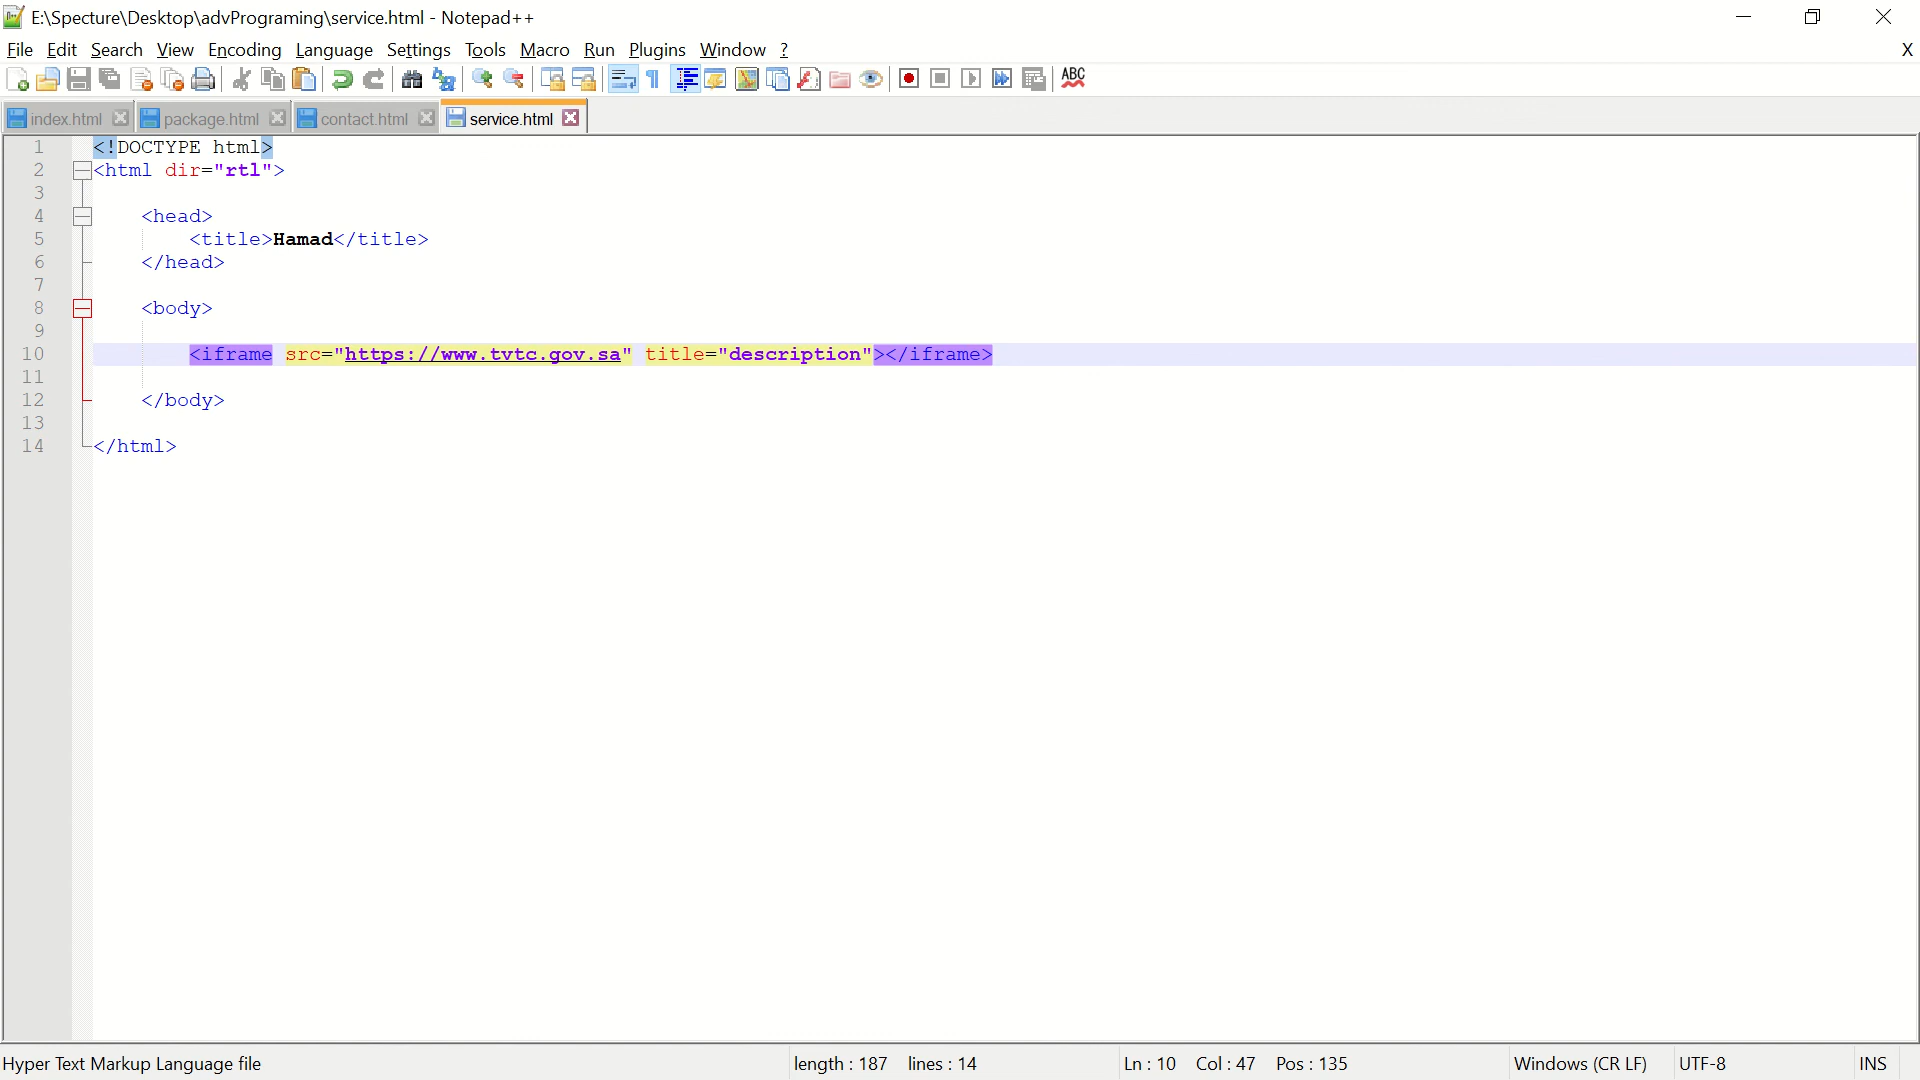 E:\Specture\Desktop\advPrograming\service.html - Notepad++
File Edit Search View Encoding Language Settings Tools Macro Run Plugins Window ? X
ABC
index.html package.html contact.html service.html
1 <!DOCTYPE html>
2 <html dir="rtl">
3
4 <head>
5 <title>Hamad</title>
6 </head>
7
8 <body>
9
10 <iframe src="https://www.tvtc.gov.sa" title="description"></iframe>
11
12 </body>
13
14 </html>
Hyper Text Markup Language file length : 187 lines : 14 Ln : 10 Col : 47 Pos : 135 Windows (CR LF) UTF-8 INS